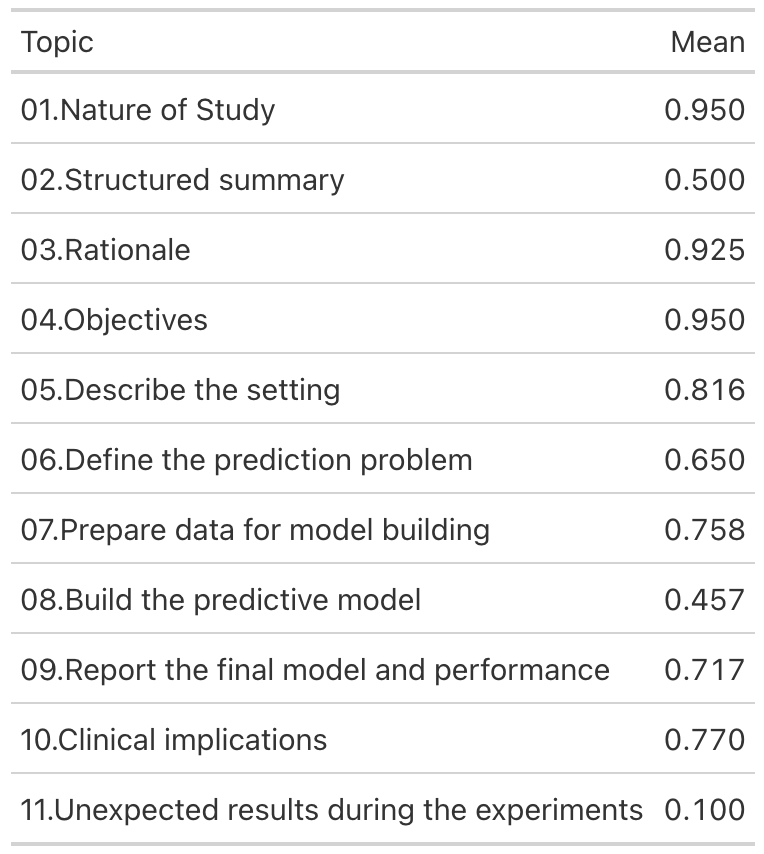 Topic Mean
01.Nature of Study 0.950
02.Structured summary 0.500
03.Rationale 0.925
04.Objectives 0.950
05.Describe the setting 0.816
06.Define the prediction problem 0.650
07.Prepare data for model building 0.758
08.Build the predictive model 0.457
09.Report the final model and performance 0.717
10.Clinical implications 0.770
11.Unexpected results during the experiments 0.100